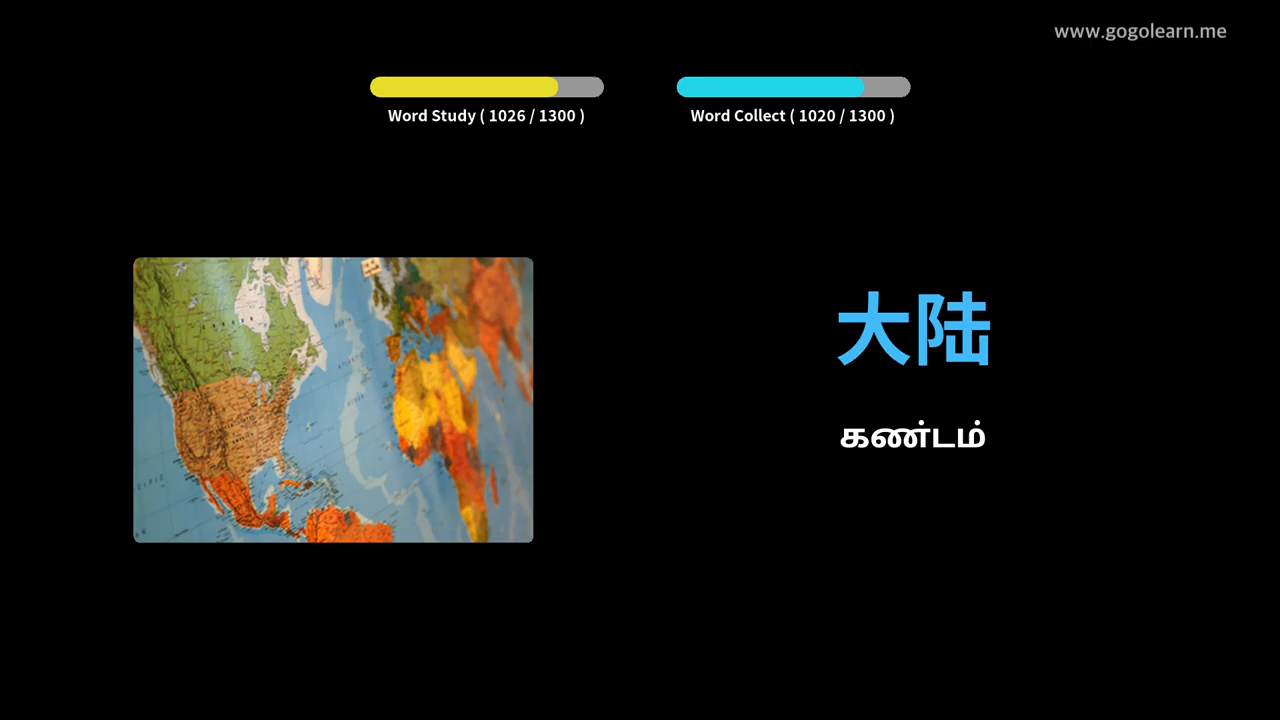 www.gogolearn.me
Word Study ( 1026 / 1300 )
Word Collect ( 1020 / 1300 )
大陆
கண்டம்